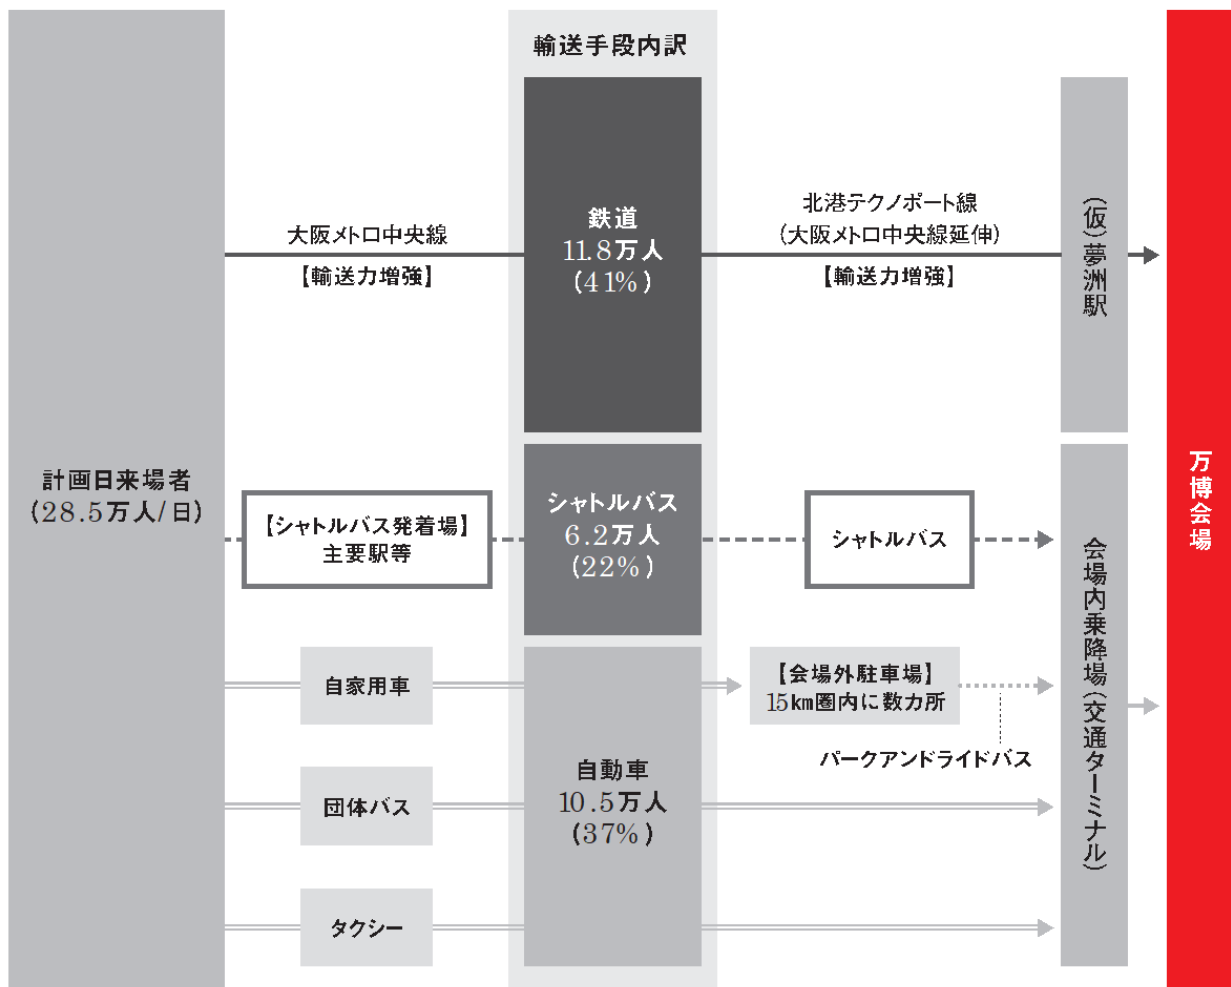 輸送手段内訳
計画日来場者
(28.5万人/日)
大阪メトロ中央線
【輸送力増強】
鉄道
11.8万人
(41%)
北港テクノポート線
(大阪メトロ中央線延伸)
【輸送力増強】
(仮)夢洲駅
【シャトルバス発着場】
主要駅等
シャトルバス
6.2万人
(22%)
シャトルバス
自家用車
団体バス
タクシー
自動車
10.5万人
(37%)
【会場外駐車場】
15km圏内に数カ所
パークアンドライドバス
会場内乗降場(交通ターミナル)
万博会場